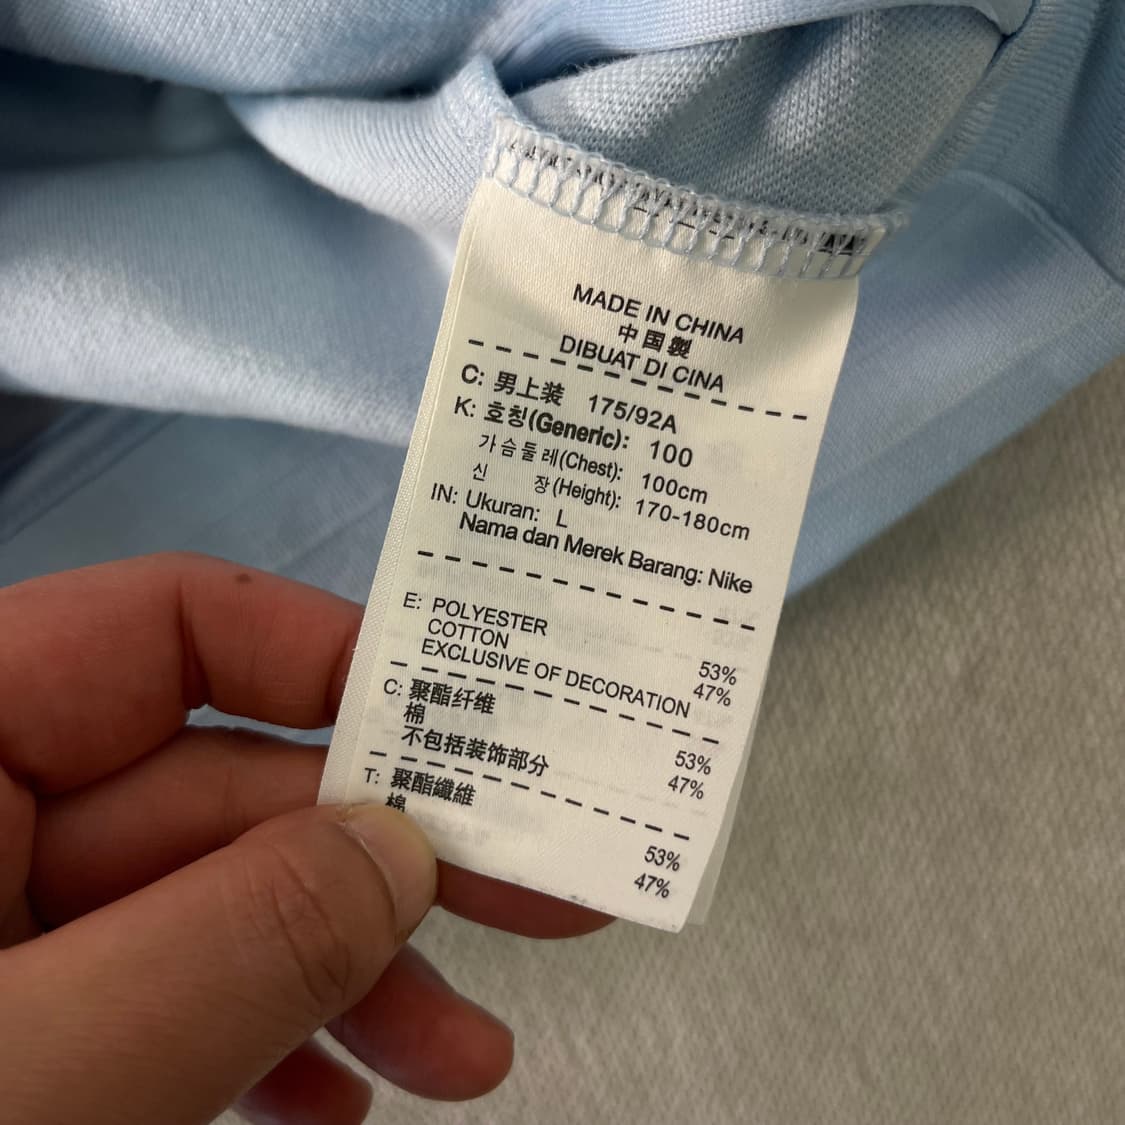 MADE IN CHINA
中国製
DIBUAT DI CINA
C: 男上装 175/92A
K: 호칭(Generic): 100
가슴둘레(Chest): 100cm
신 장(Height): 170-180cm
IN: Ukuran: L
Nama dan Merek Barang: Nike
E: POLYESTER 53%
COTTON 47%
EXCLUSIVE OF DECORATION
C: 聚酯纤维 53%
棉 47%
不包括装饰部分
T: 聚酯纖維 53%
棉 47%